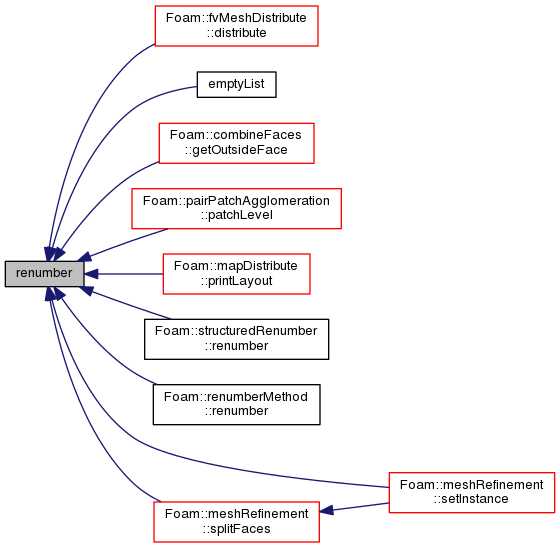 Foam::fvMeshDistribute
::distribute
emptyList
Foam::combineFaces
::getOutsideFace
Foam::pairPatchAgglomeration
::patchLevel
renumber
Foam::mapDistribute
::printLayout
Foam::structuredRenumber
::renumber
Foam::renumberMethod
::renumber
Foam::meshRefinement
::setInstance
Foam::meshRefinement
::splitFaces